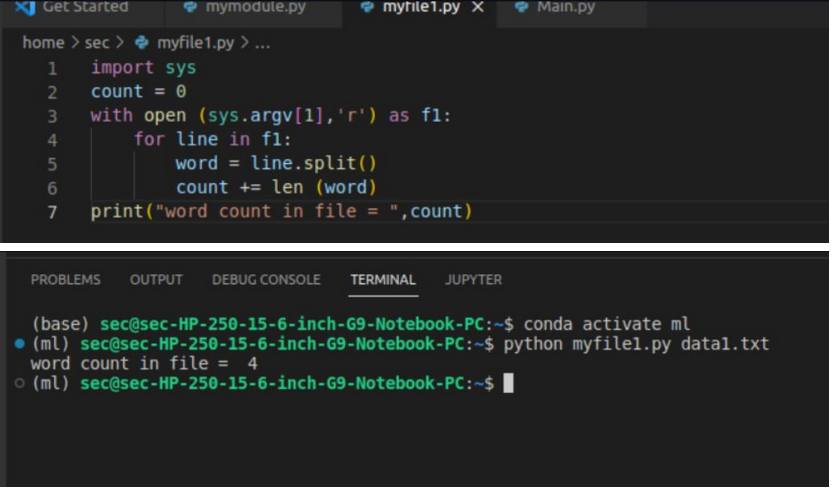 Get Started mymodule.py myfile1.py × Main.py
home > sec > myfile1.py > ...
1 import sys
2 count = 0
3 with open (sys.argv[1],'r') as f1:
4     for line in f1:
5         word = line.split()
6         count += len (word)
7 print("word count in file = ",count)
PROBLEMS OUTPUT DEBUG CONSOLE TERMINAL JUPYTER
(base) sec@sec-HP-250-15-6-inch-G9-Notebook-PC:~$ conda activate ml
(ml) sec@sec-HP-250-15-6-inch-G9-Notebook-PC:~$ python myfile1.py data1.txt
word count in file =  4
(ml) sec@sec-HP-250-15-6-inch-G9-Notebook-PC:~$